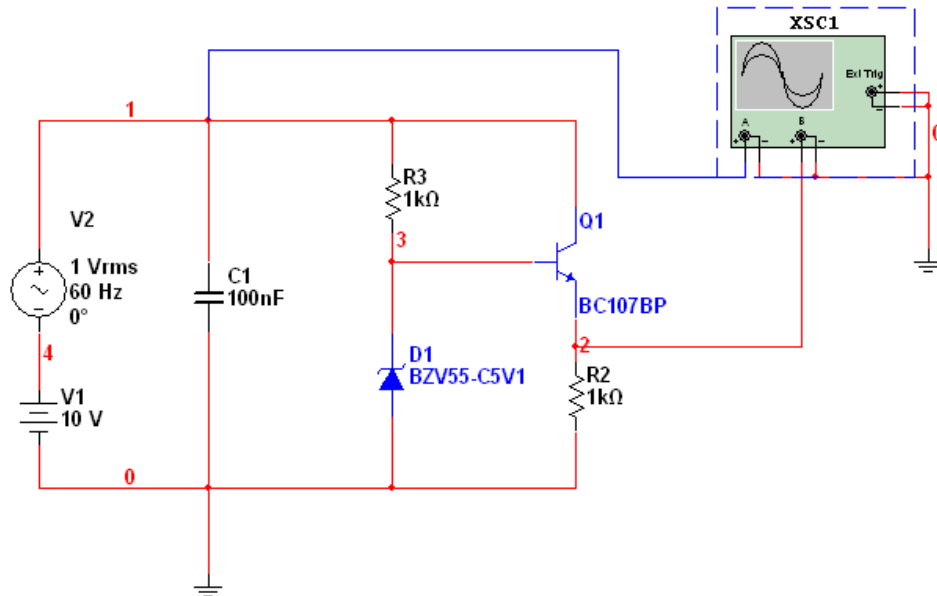 XSC1
Ext Trig
+
−
A
B
+
−
+
−
0
1
V2
1 Vrms
60 Hz
0°
4
V1
10 V
0
C1
100nF
R3
1kΩ
3
D1
BZV55-C5V1
Q1
BC107BP
2
R2
1kΩ